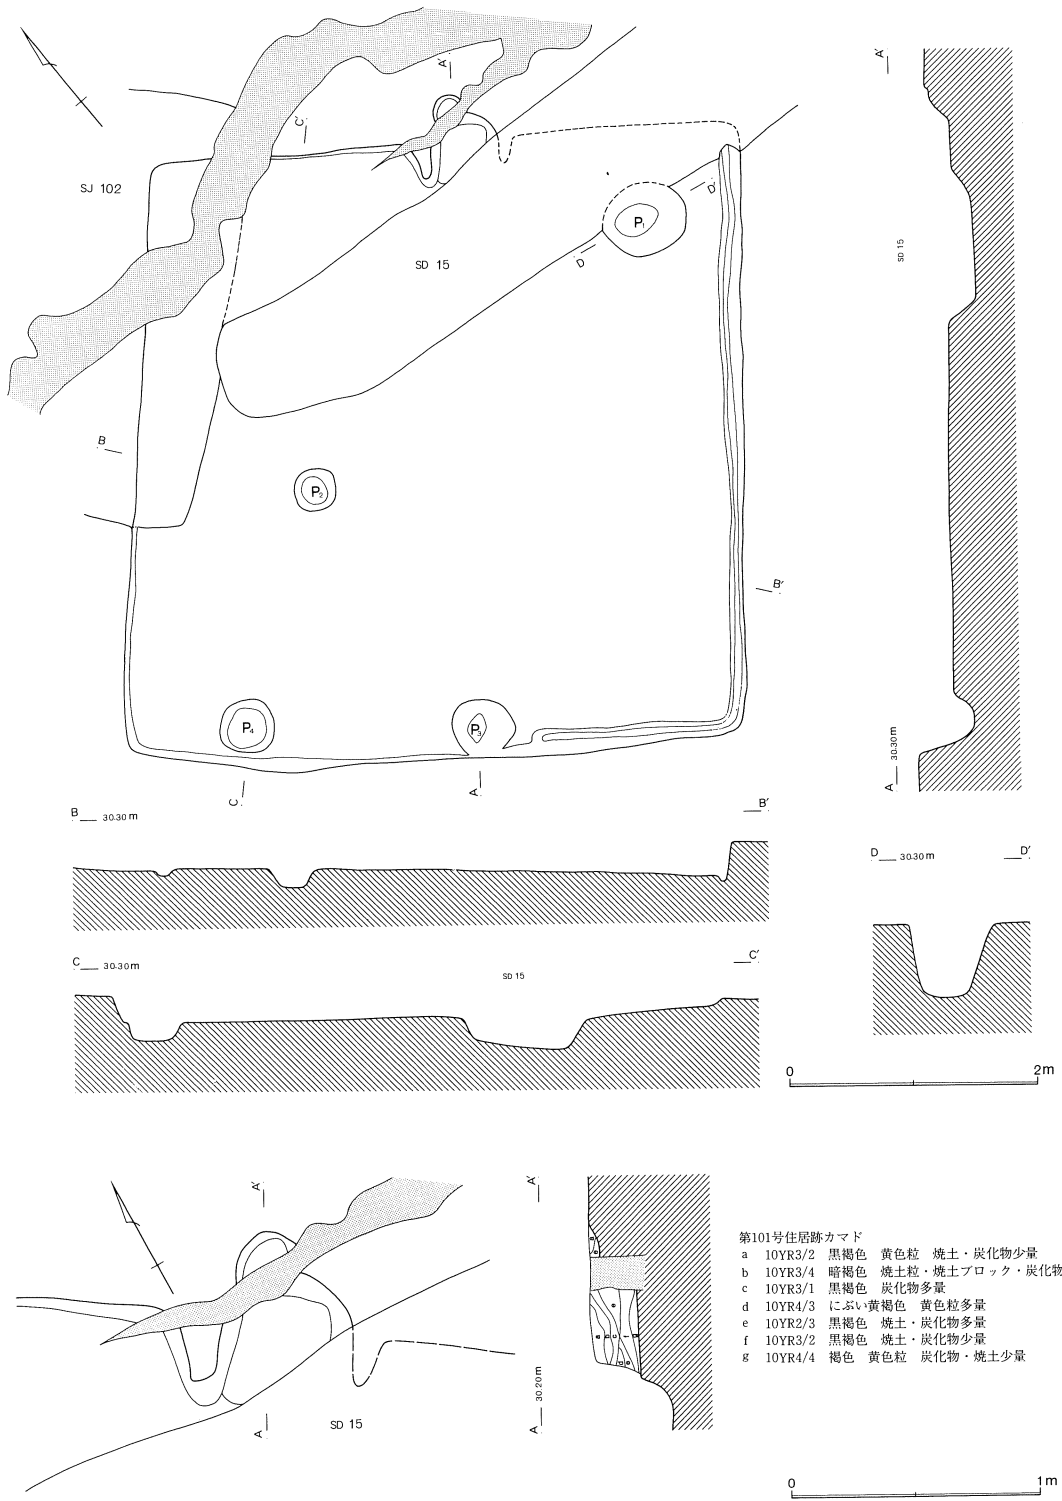 A′
C′
SJ 102
P1
D′
D
SD 15
B
P2
B′
P4
P3
C
A
A′
SD 15
A 30.30m
B 30.30m B′
D 30.30m D′
C 30.30m SD 15 C′
0 2m
A′
A
SD 15
A′
A 30.20m
a b c d e f g
第101号住居跡カマド
a 10YR3/2 黒褐色 黄色粒 焼土・炭化物少量
b 10YR3/4 暗褐色 焼土粒・焼土ブロック・炭化物
c 10YR3/1 黒褐色 炭化物多量
d 10YR4/3 にぶい黄褐色 黄色粒多量
e 10YR2/3 黒褐色 焼土・炭化物多量
f 10YR3/2 黒褐色 焼土・炭化物少量
g 10YR4/4 褐色 黄色粒 炭化物・焼土少量
0 1m